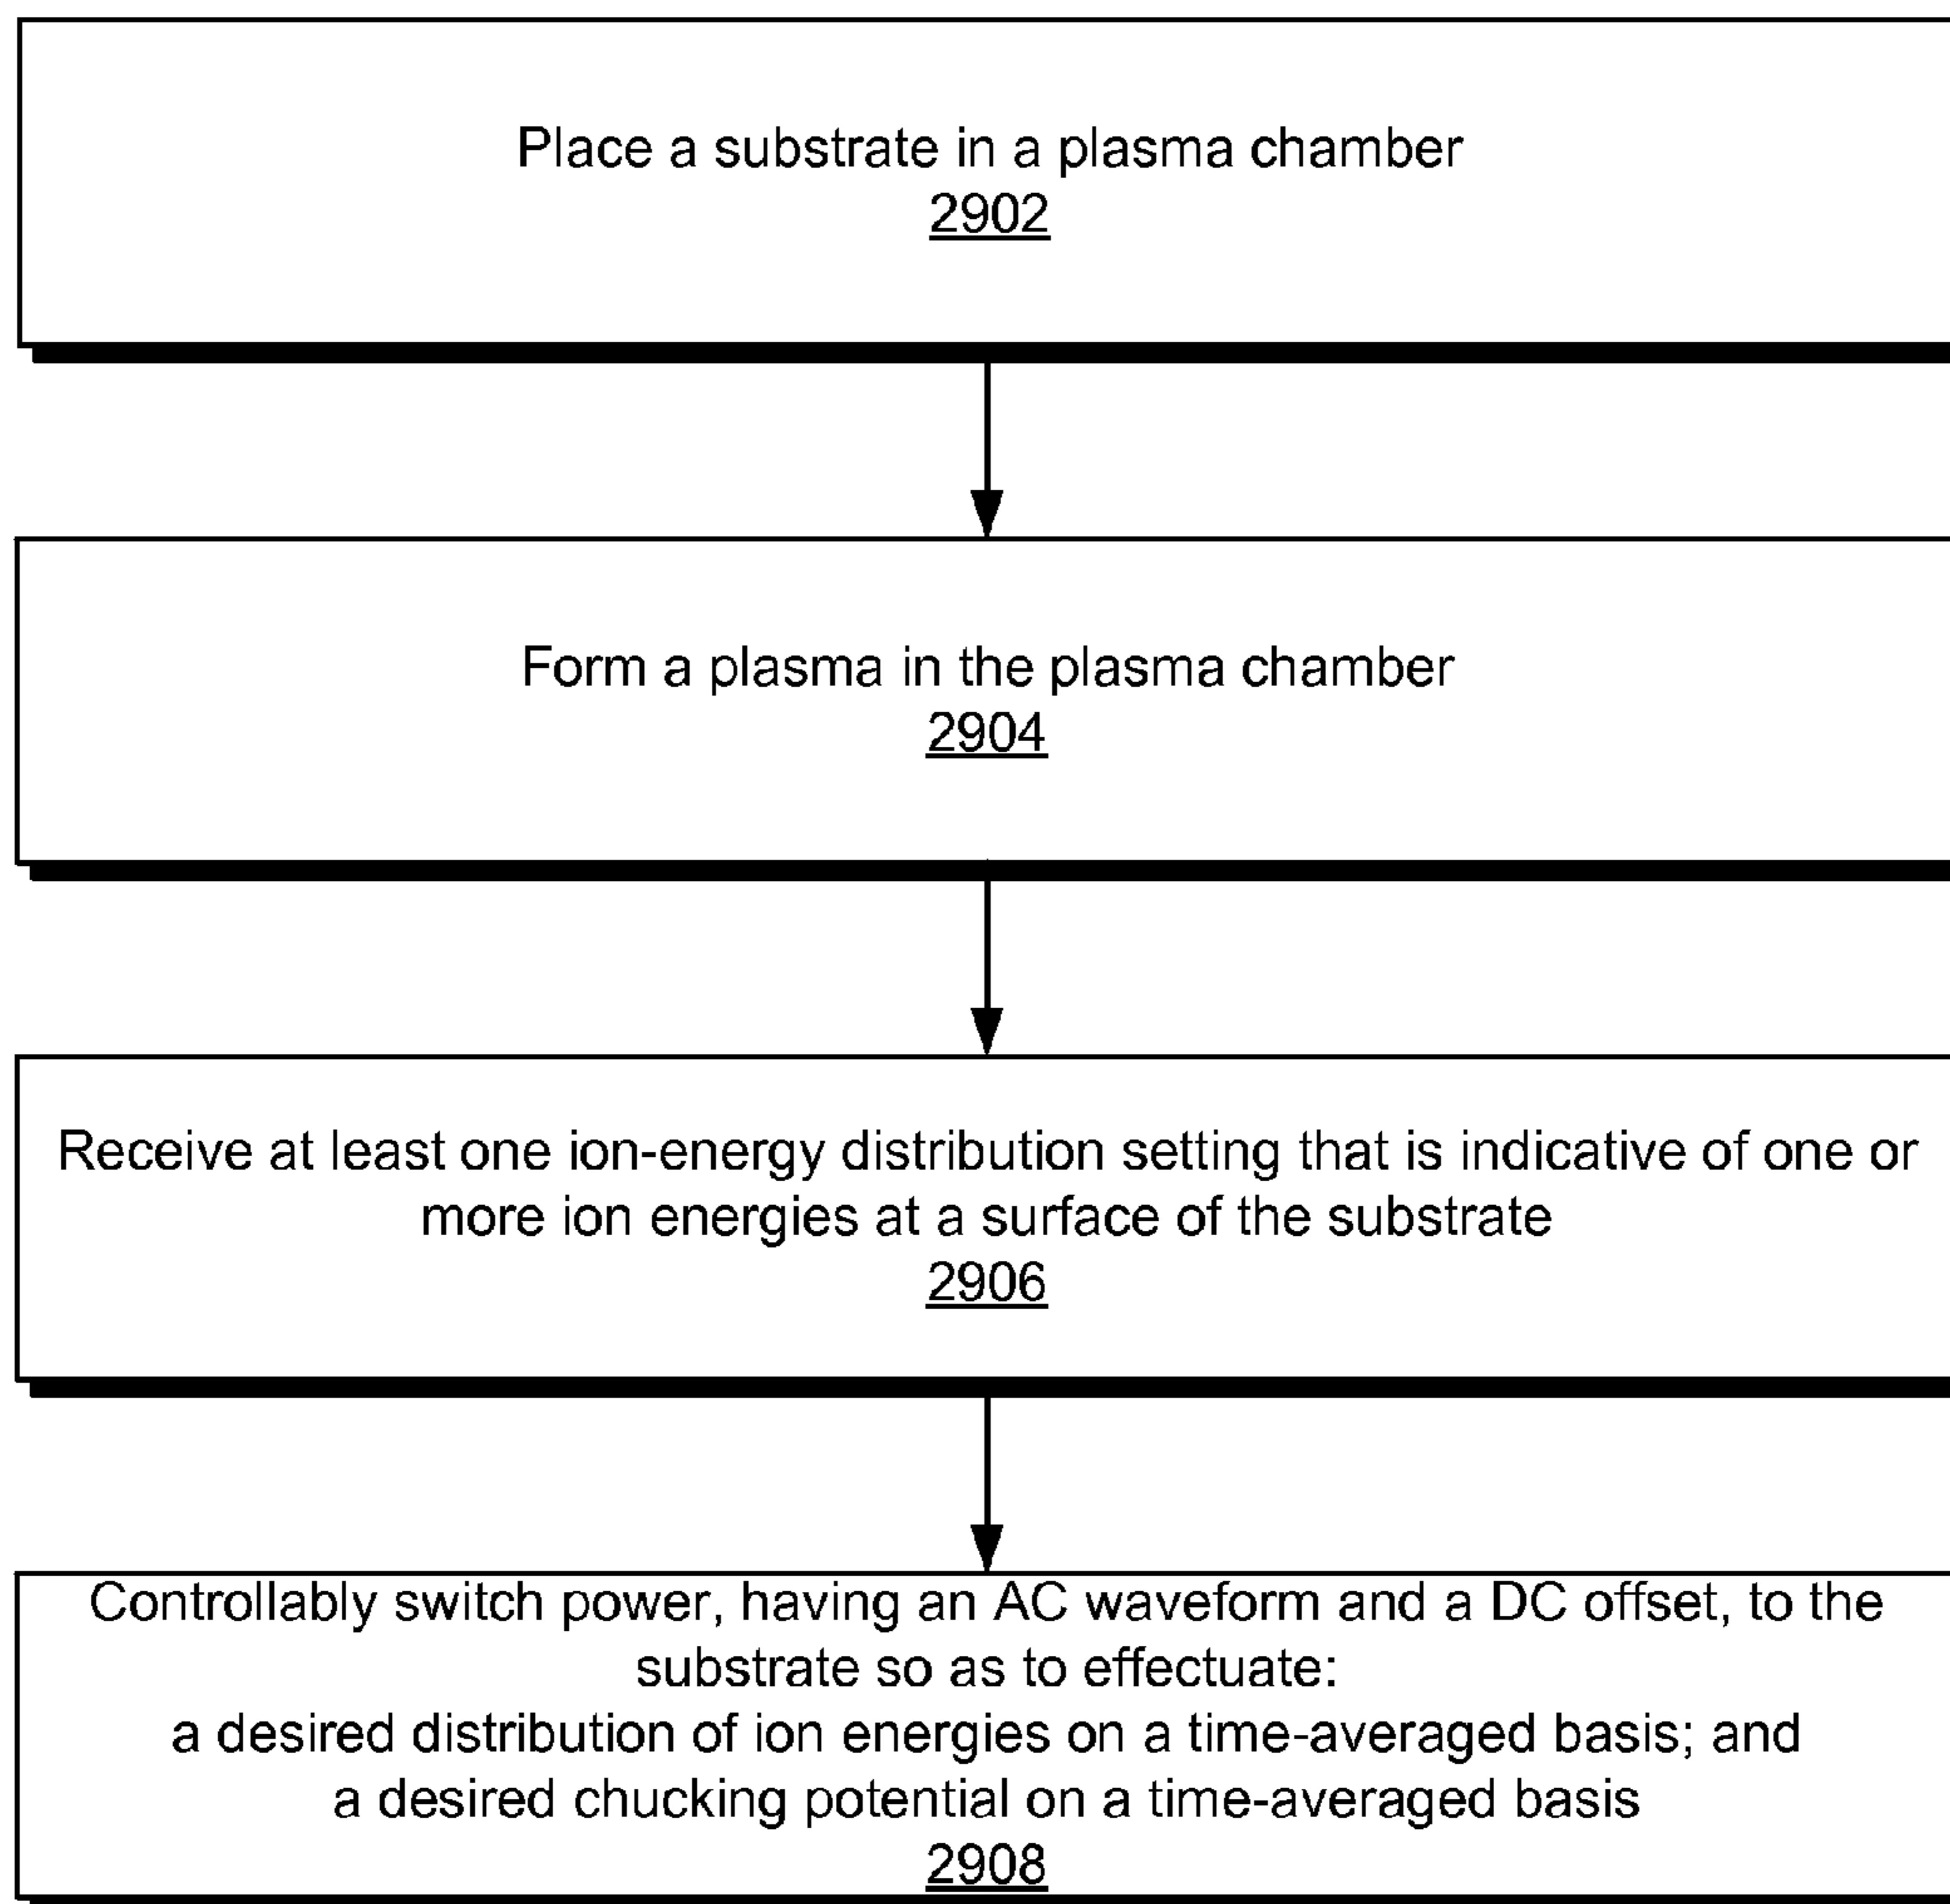 Place a substrate in a plasma chamber
2902
Form a plasma in the plasma chamber
2904
Receive at least one ion-energy distribution setting that is indicative of one or
more ion energies at a surface of the substrate
2906
Controllably switch power, having an AC waveform and a DC offset, to the
substrate so as to effectuate:
a desired distribution of ion energies on a time-averaged basis; and
a desired chucking potential on a time-averaged basis
2908